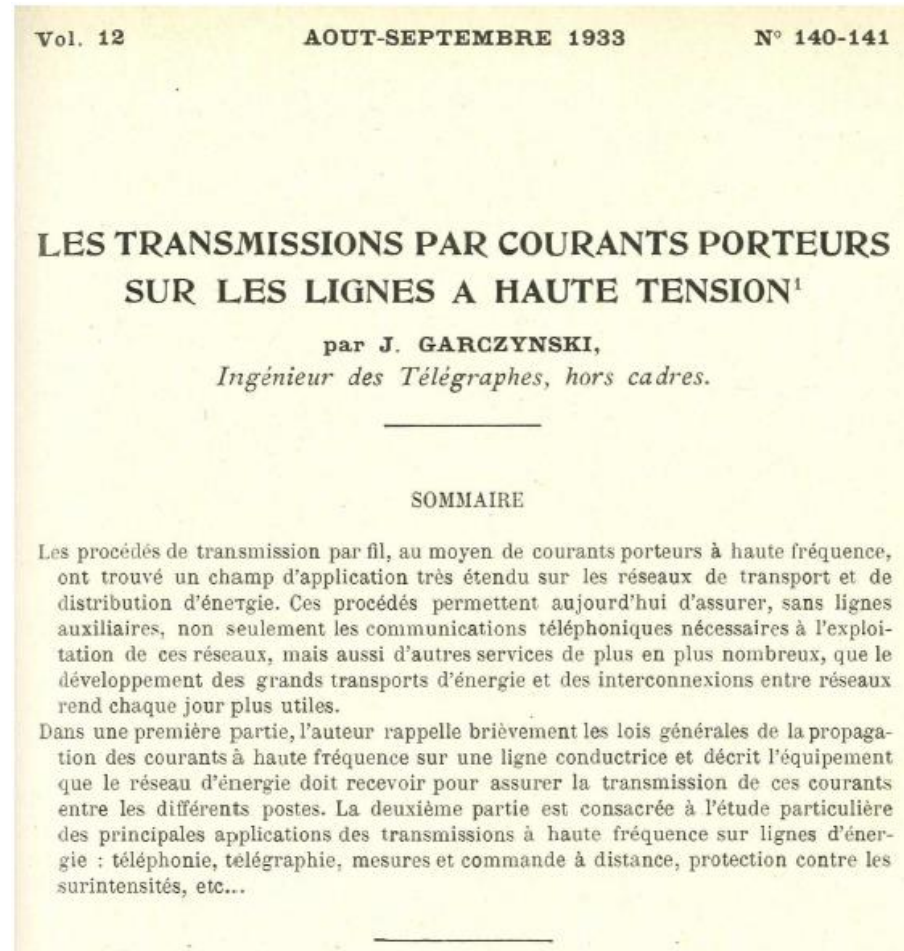 Vol. 12 AOUT-SEPTEMBRE 1933 N° 140-141
LES TRANSMISSIONS PAR COURANTS PORTEURS
SUR LES LIGNES A HAUTE TENSION¹
par J. GARCZYNSKI,
Ingénieur des Télégraphes, hors cadres.
SOMMAIRE
Les procédés de transmission par fil, au moyen de courants porteurs à haute fréquence,
ont trouvé un champ d'application très étendu sur les réseaux de transport et de
distribution d'énergie. Ces procédés permettent aujourd'hui d'assurer, sans lignes
auxiliaires, non seulement les communications téléphoniques nécessaires à l'exploi-
tation de ces réseaux, mais aussi d'autres services de plus en plus nombreux, que le
développement des grands transports d'énergie et des interconnexions entre réseaux
rend chaque jour plus utiles.
Dans une première partie, l'auteur rappelle brièvement les lois générales de la propaga-
tion des courants à haute fréquence sur une ligne conductrice et décrit l'équipement
que le réseau d'énergie doit recevoir pour assurer la transmission de ces courants
entre les différents postes. La deuxième partie est consacrée à l'étude particulière
des principales applications des transmissions à haute fréquence sur lignes d'éner-
gie : téléphonie, télégraphie, mesures et commande à distance, protection contre les
surintensités, etc...